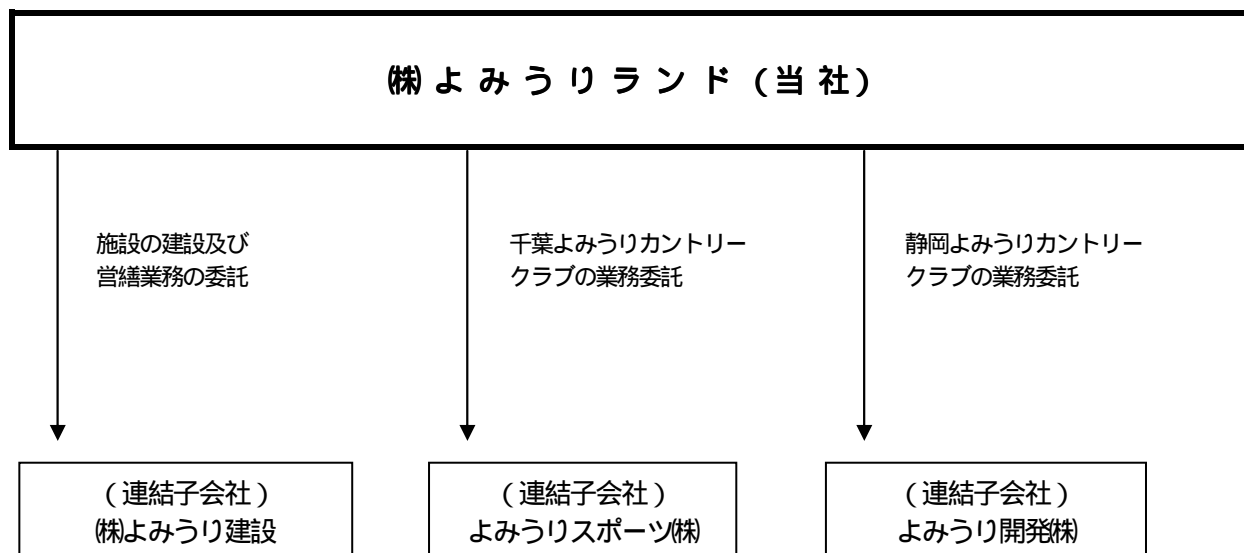 ㈱よみうりランド(当社)
施設の建設及び
営繕業務の委託
千葉よみうりカントリー
クラブの業務委託
静岡よみうりカントリー
クラブの業務委託
(連結子会社)
㈱よみうり建設
(連結子会社)
よみうりスポーツ㈱
(連結子会社)
よみうり開発㈱